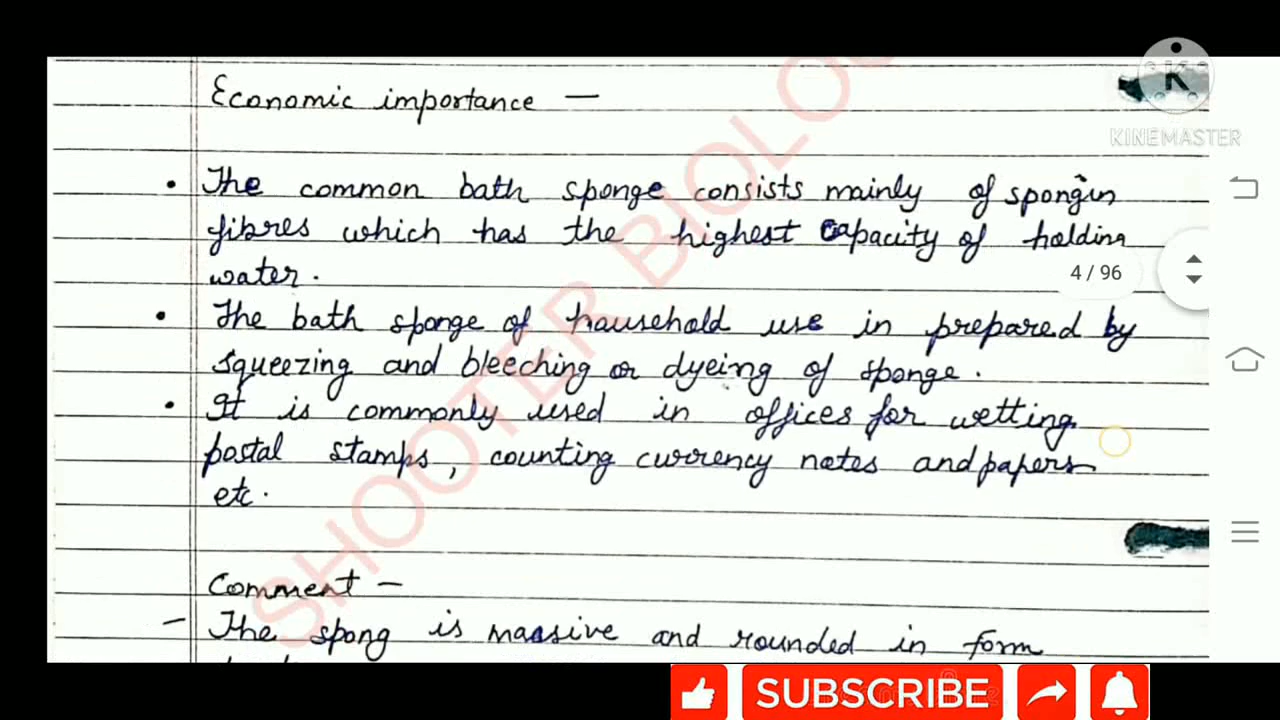 Economic importance —
• The common bath sponge consists mainly of spongin
fibres which has the highest capacity of holding
water.
• The bath sponge of household use in prepared by
squeezing and bleeching or dyeing of sponge.
• It is commonly used in offices for wetting
postal stamps, counting currency notes and papers
etc.
Comment —
– The spong is massive and rounded in form
SHOOTER BIOLO
K
KINEMASTER
4 / 96
SUBSCRIBE